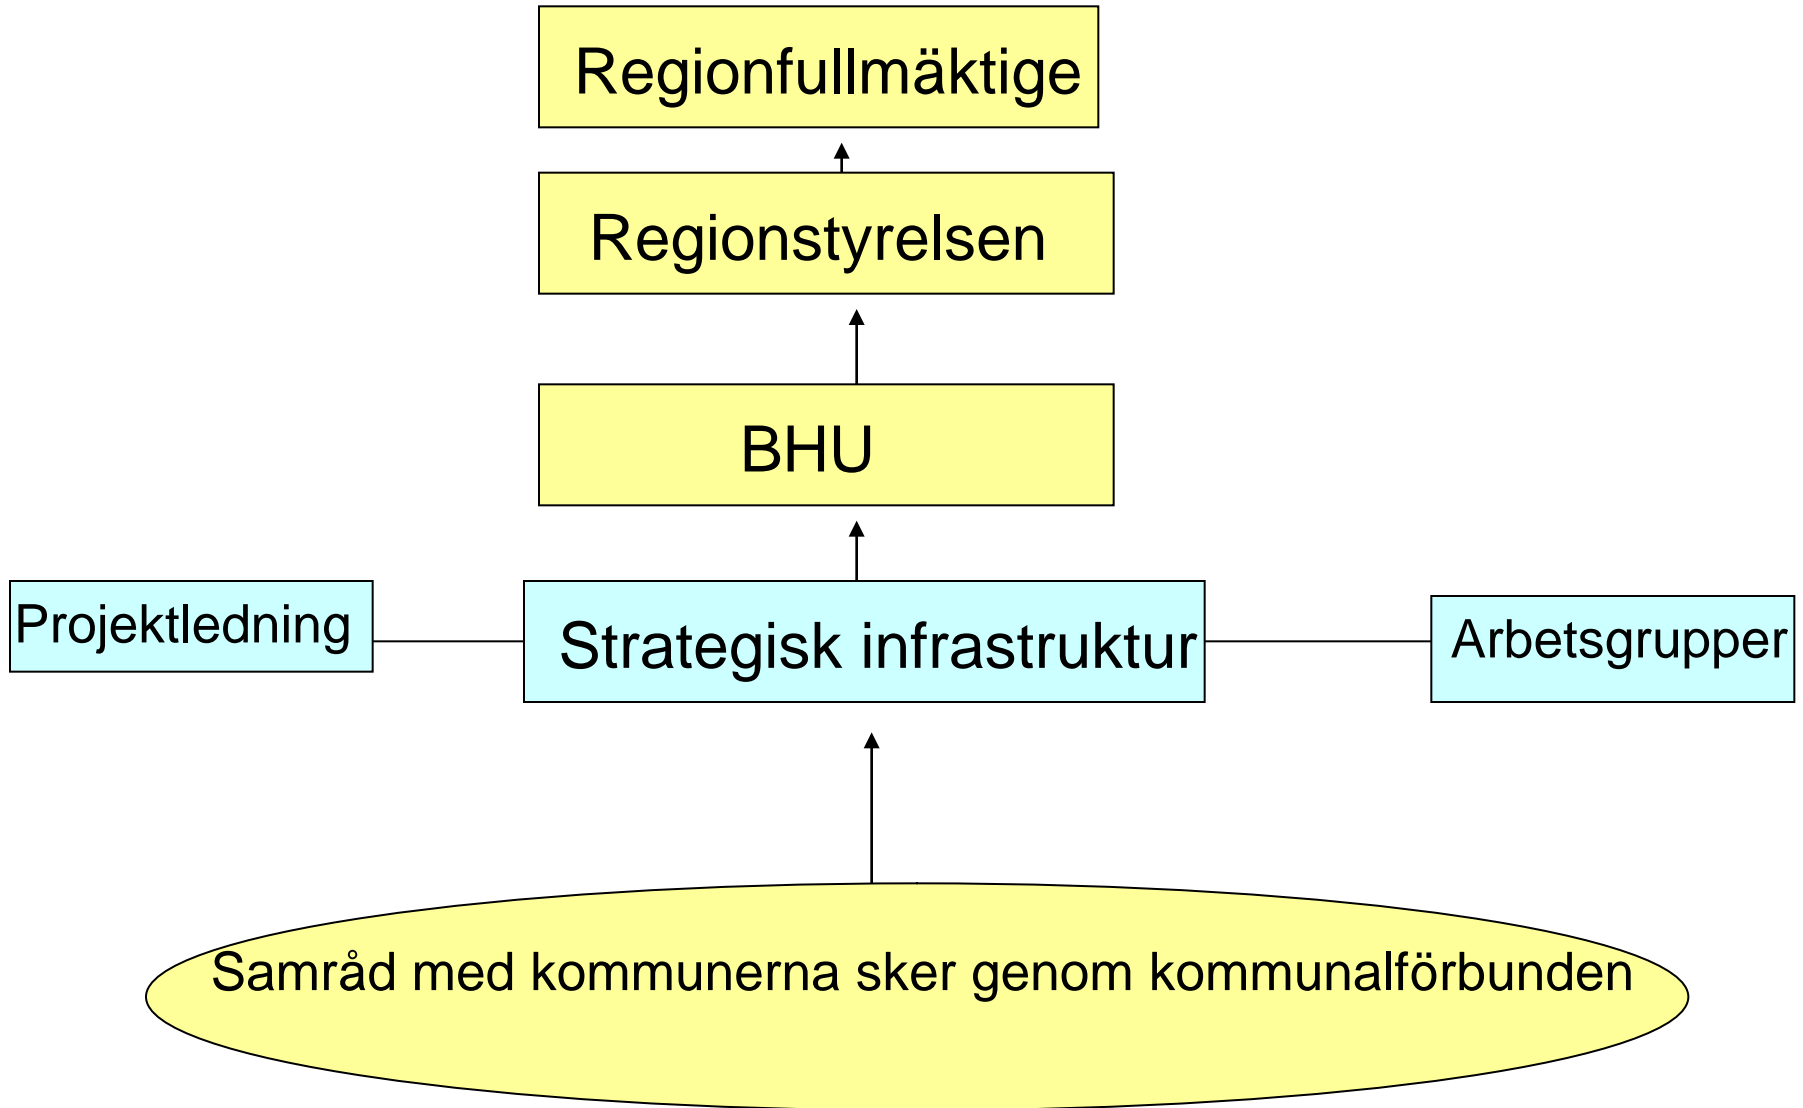 Regionfullmäktige
Regionstyrelsen
BHU
Projektledning
Strategisk infrastruktur
Arbetsgrupper
Samråd med kommunerna sker genom kommunalförbunden